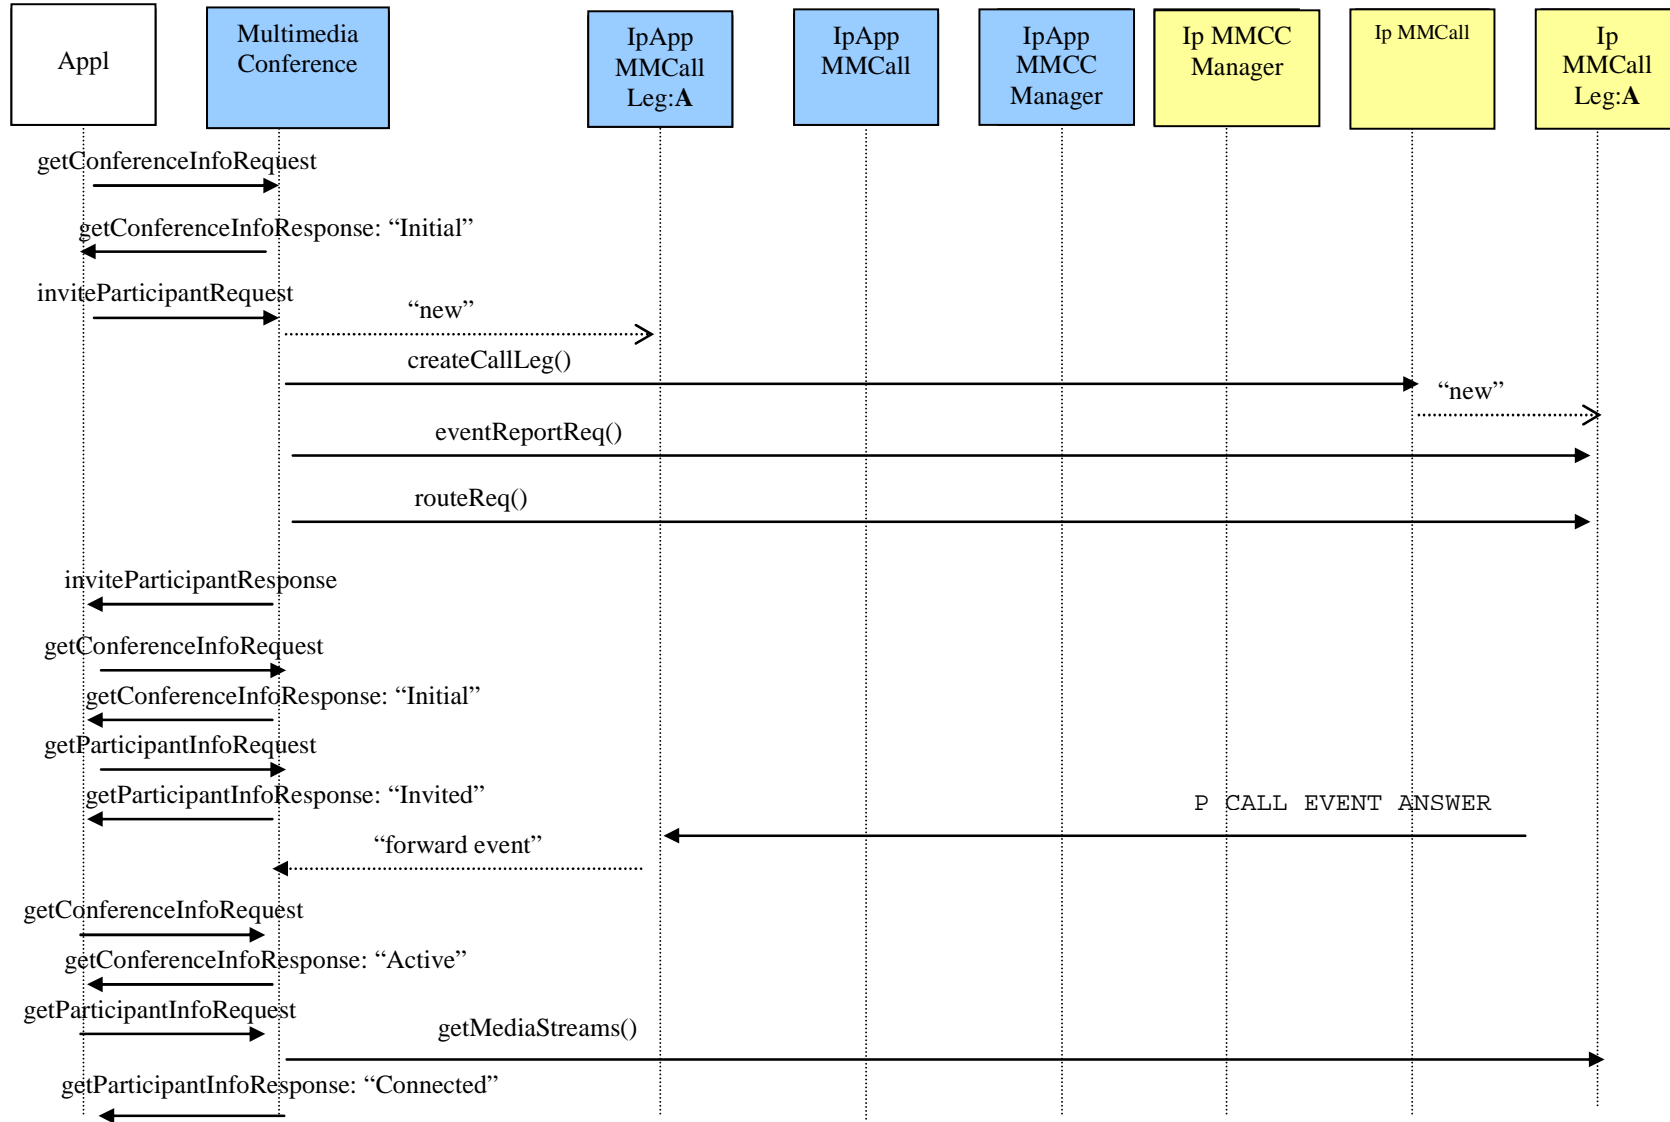 Appl
Multimedia
Conference
IpApp
MMCall
Leg:A
IpApp
MMCall
IpApp
MMCC
Manager
Ip MMCC
Manager
Ip MMCall
Ip
MMCall
Leg:A
getConferenceInfoRequest
getConferenceInfoResponse: “Initial”
inviteParticipantRequest
“new”
createCallLeg()
“new”
eventReportReq()
routeReq()
inviteParticipantResponse
getConferenceInfoRequest
getConferenceInfoResponse: “Initial”
getParticipantInfoRequest
getParticipantInfoResponse: “Invited”
P CALL EVENT ANSWER
“forward event”
getConferenceInfoRequest
getConferenceInfoResponse: “Active”
getParticipantInfoRequest
getMediaStreams()
getParticipantInfoResponse: “Connected”